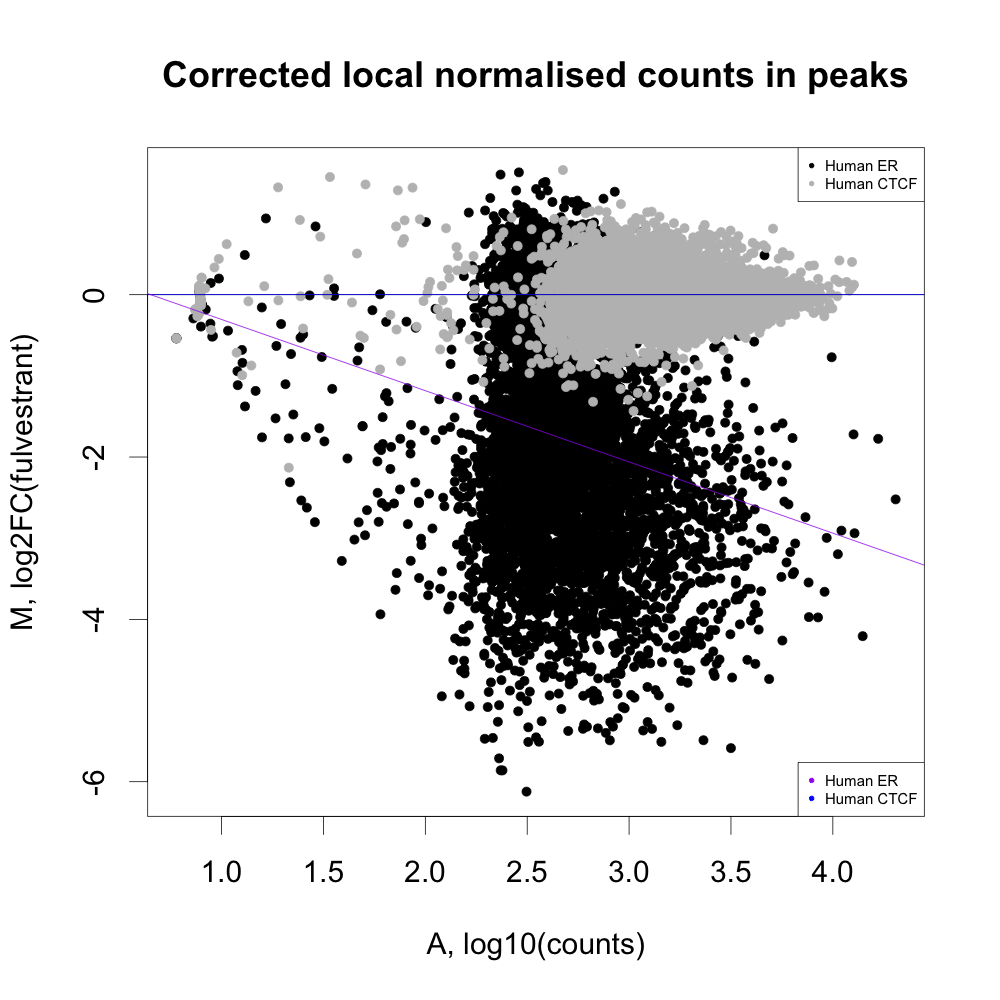 Corrected local normalised counts in peaks
Human ER
Human CTCF
M, log2FC(fulvestrant)
0
-2
-4
-6
Human ER
Human CTCF
1.0 1.5 2.0 2.5 3.0 3.5 4.0
A, log10(counts)